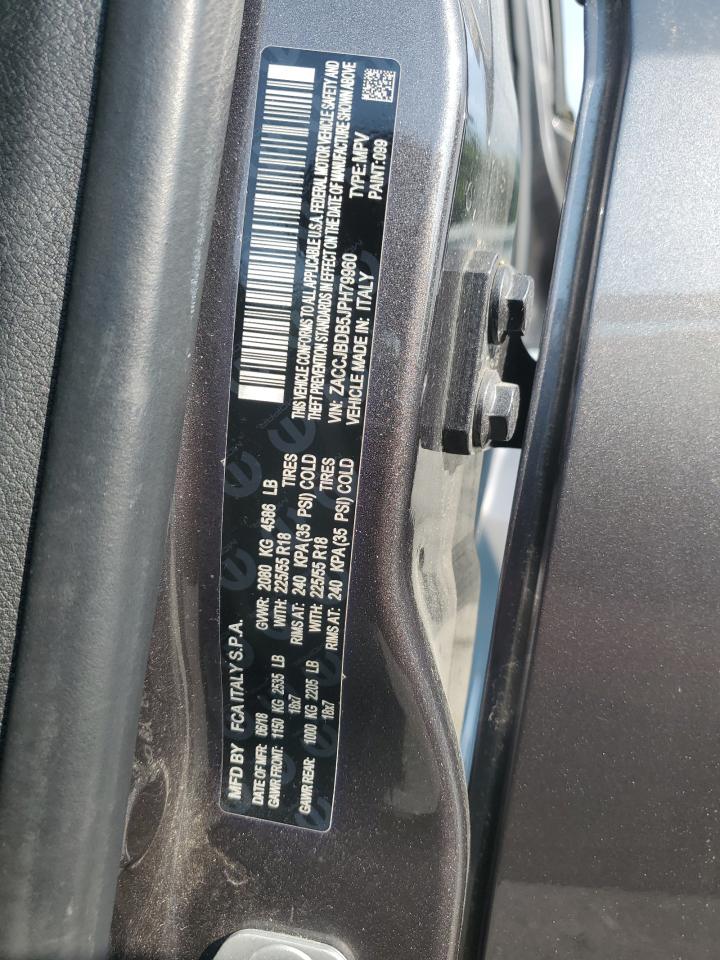 MFD BY FCA ITALY S.P.A.
DATE OF MFR: 06/18 GVWR: 2080 KG 4586 LB
GAWR FRONT: 1150 KG 2535 LB WITH: 225/55 R18 TIRES
18x7 RIMS AT: 240 KPA(35 PSI) COLD
GAWR REAR: 1000 KG 2205 LB WITH: 225/55 R18 TIRES
18x7 RIMS AT: 240 KPA(35 PSI) COLD
THIS VEHICLE CONFORMS TO ALL APPLICABLE U.S.A. FEDERAL MOTOR VEHICLE SAFETY AND
THEFT PREVENTION STANDARDS IN EFFECT ON THE DATE OF MANUFACTURE SHOWN ABOVE
VIN: ZACCJBDB5JPH79960 TYPE: MPV
VEHICLE MADE IN: ITALY PAINT: 099